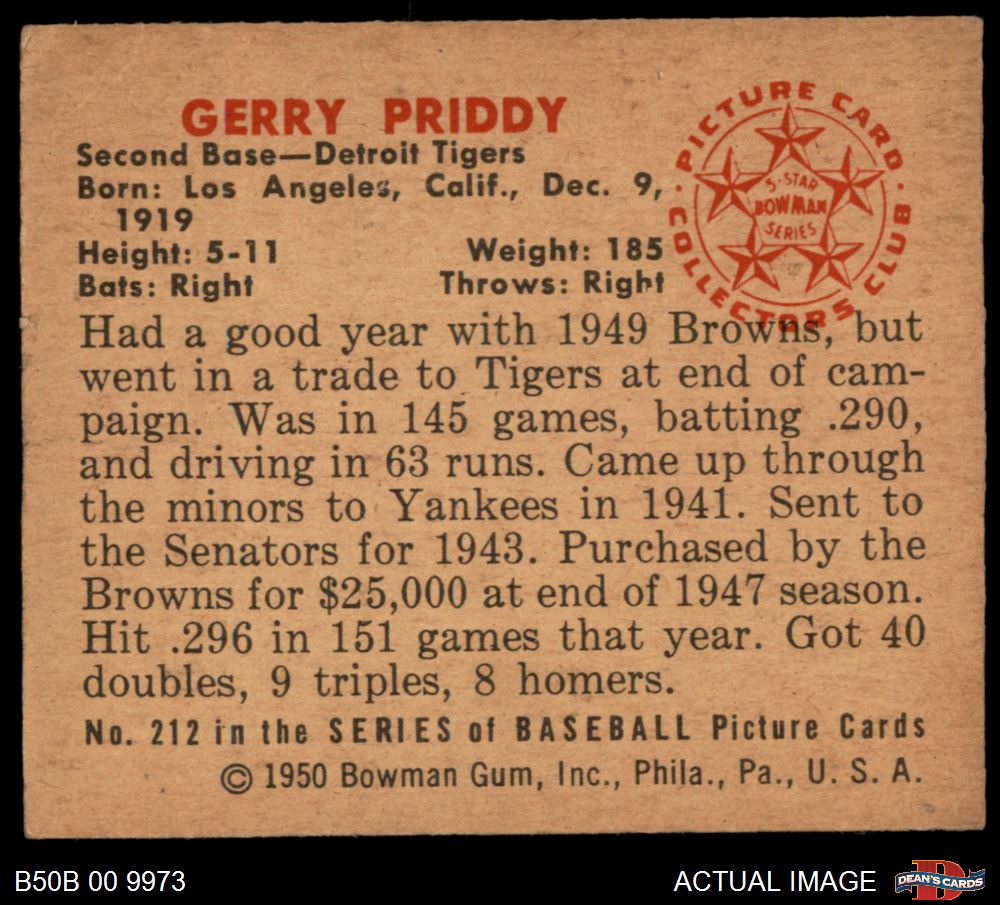 GERRY PRIDDY
Second Base—Detroit Tigers
Born: Los Angeles, Calif., Dec. 9,
1919
Height: 5-11 Weight: 185
Bats: Right Throws: Right
PICTURE CARD
COLLECTORS CLUB
5-STAR
BOWMAN
SERIES
Had a good year with 1949 Browns, but
went in a trade to Tigers at end of cam-
paign. Was in 145 games, batting .290,
and driving in 63 runs. Came up through
the minors to Yankees in 1941. Sent to
the Senators for 1943. Purchased by the
Browns for $25,000 at end of 1947 season.
Hit .296 in 151 games that year. Got 40
doubles, 9 triples, 8 homers.
No. 212 in the SERIES of BASEBALL Picture Cards
© 1950 Bowman Gum, Inc., Phila., Pa., U. S. A.
B50B 00 9973
ACTUAL IMAGE
D
DEAN'S CARDS